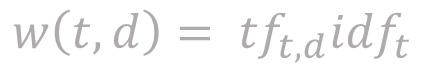 w(t, d) = tf_{t,d}idf_t